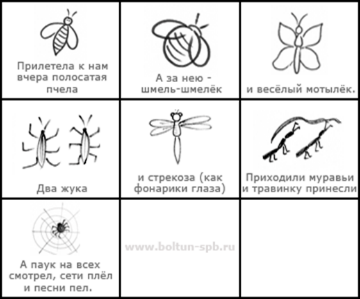 Прилетела к нам
вчера полосатая
пчела
А за нею -
шмель-шмелёк
и весёлый мотылёк.
Два жука
и стрекоза (как
фонарики глаза)
Приходили муравьи
и травинку принесли
А паук на всех
смотрел, сети плёл
и песни пел.
www.boltun-spb.ru